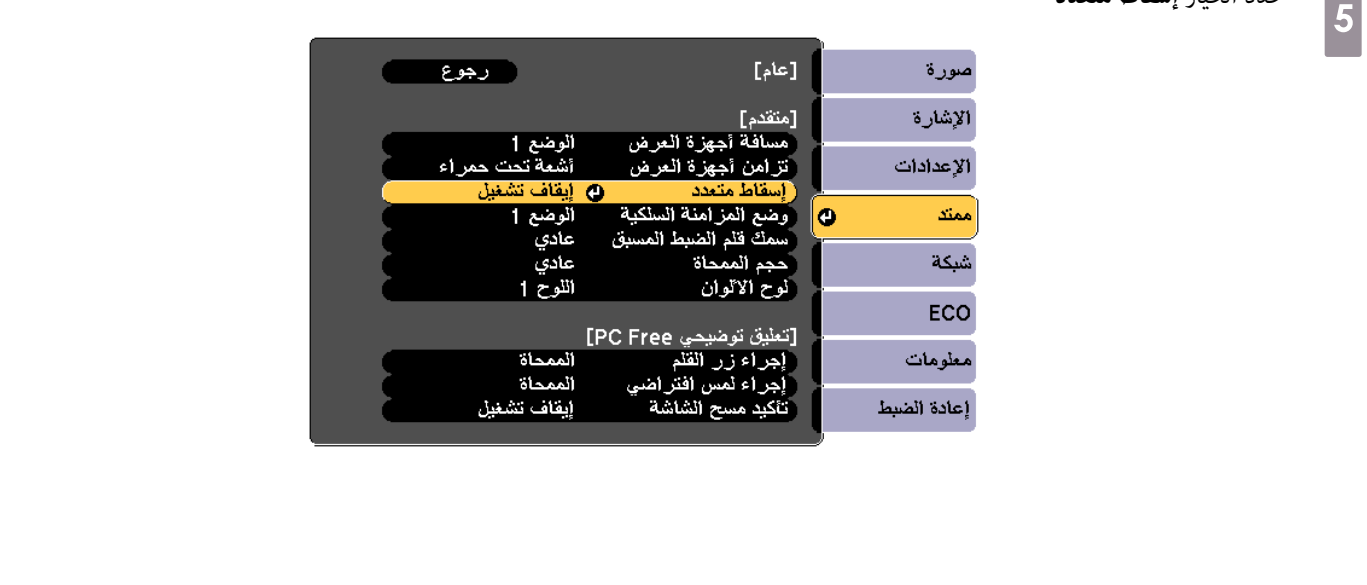 5
[عام]
رجوع
[متقدم]
مسافة أجهزة العرض الوضع 1
تزامن أجهزة العرض أشعة تحت حمراء
إسقاط متعدد إيقاف تشغيل
وضع المزامنة السلكية الوضع 1
سمك قلم الضبط المسبق عادي
حجم الممحاة عادي
لوح الألوان اللوح 1
[تعليق توضيحي PC Free]
إجراء زر القلم الممحاة
إجراء لمس افتراضي الممحاة
تأكيد مسح الشاشة إيقاف تشغيل
صورة
الإشارة
الإعدادات
ممتد
شبكة
ECO
معلومات
إعادة الضبط